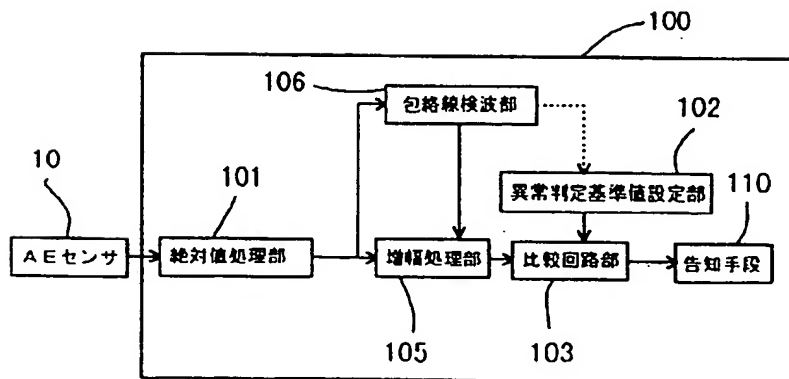 100
106
包絡線検波部
102
10
101
異常判定基準値設定部
110
AEセンサ
絶対値処理部
増幅処理部
比較回路部
告知手段
105
103